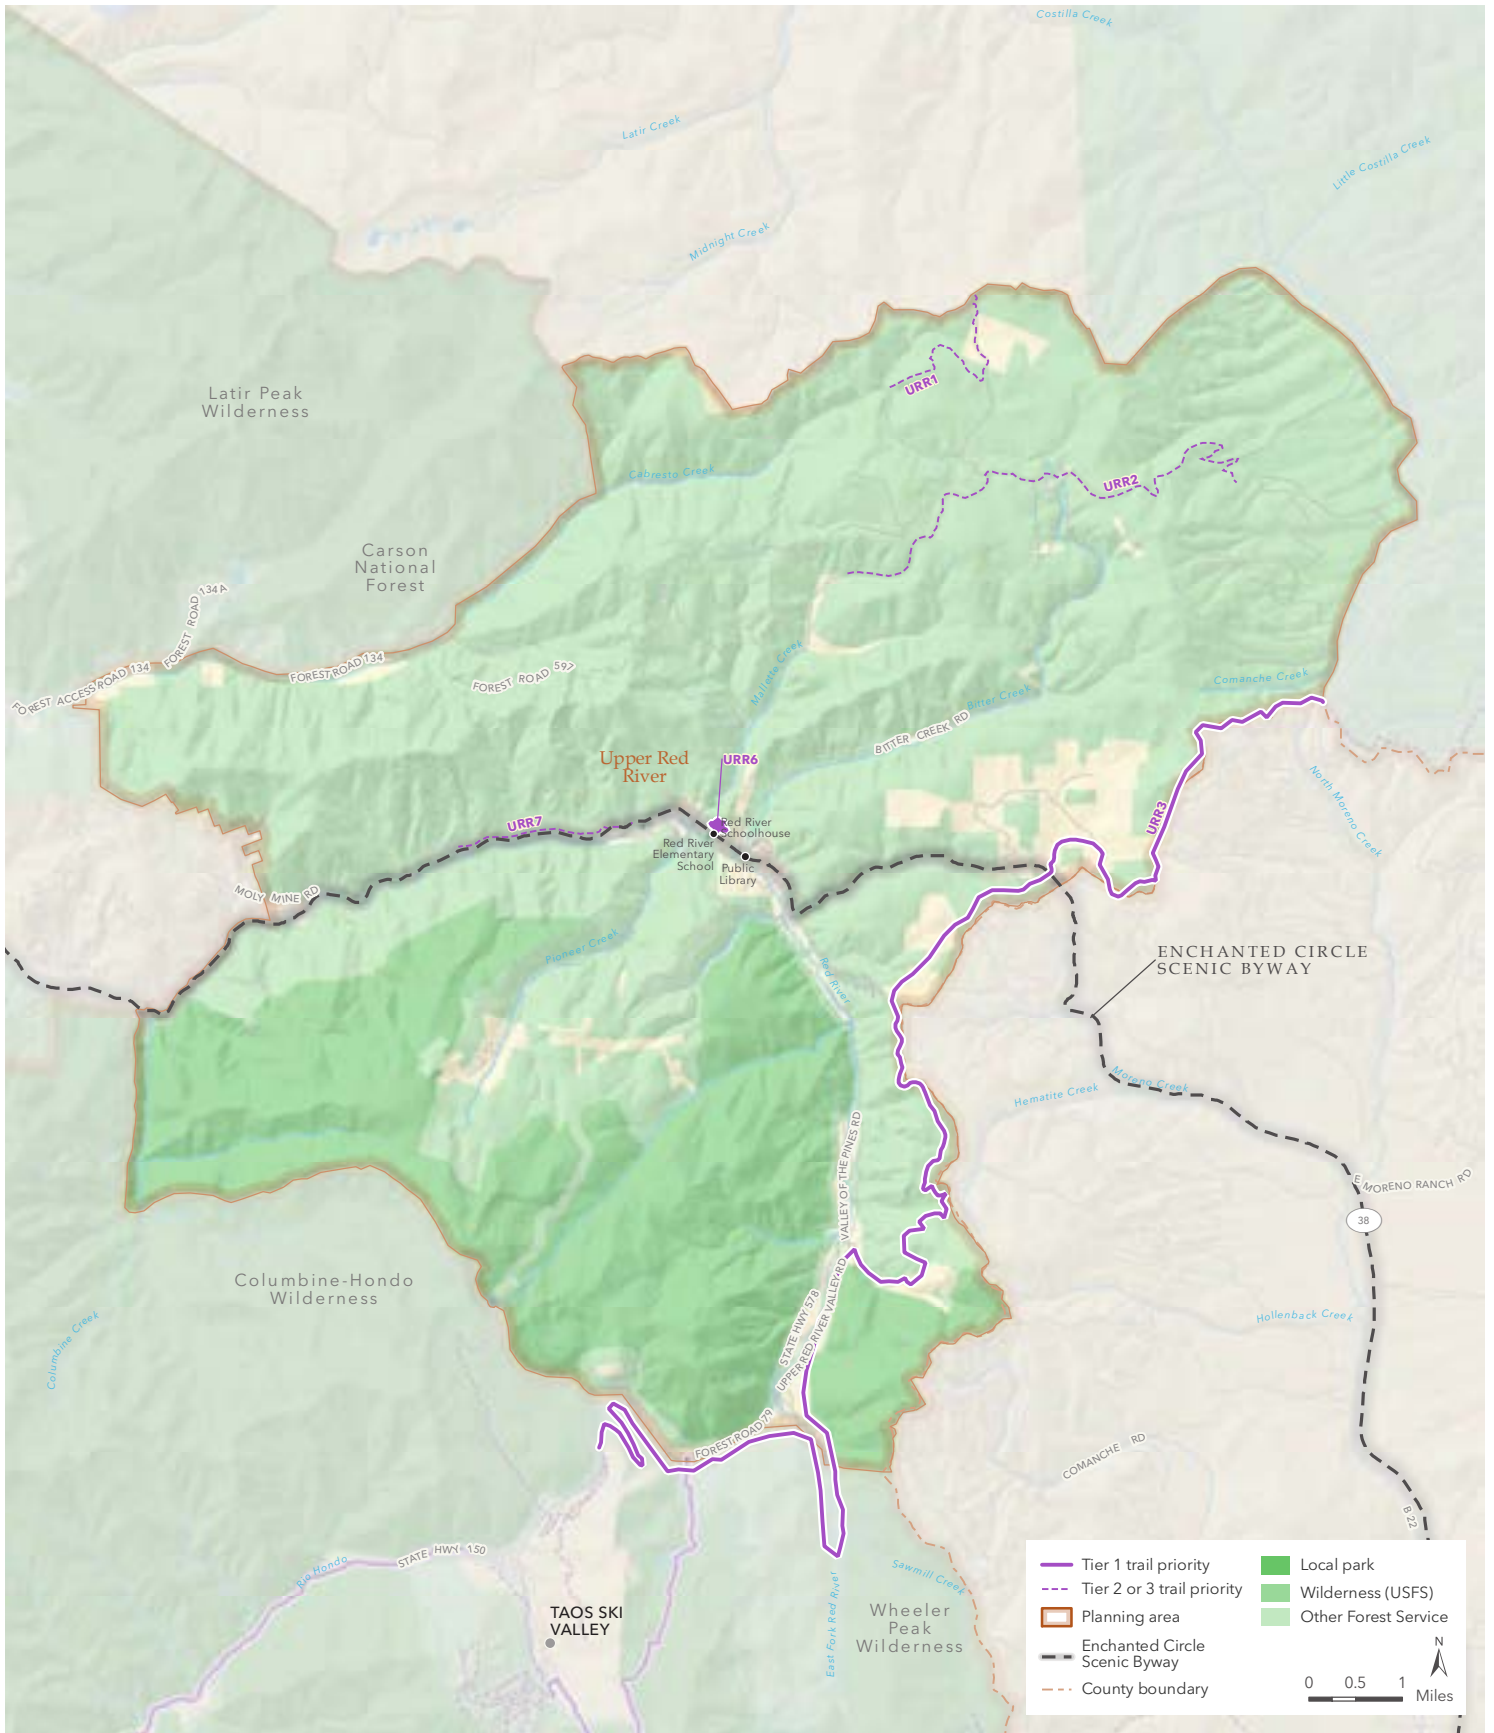 Costilla Creek
Latir Creek
Little Costilla Creek
Midnight Creek
URR1
Latir Peak
Wilderness
Cabresto Creek
URR2
Carson
National
Forest
FOREST ROAD 134A
FOREST ROAD 134
FOREST ACCESS ROAD 134
FOREST ROAD 597
Mallette Creek
Comanche Creek
Bitter Creek
BITTER CREEK RD
Upper Red
River
URR6
North Moreno Creek
URR3
URR7
Red River
Schoolhouse
Red River
Elementary
School
Public
Library
MOLY MINE RD
Pioneer Creek
Red River
ENCHANTED CIRCLE
SCENIC BYWAY
Moreno Creek
Hematite Creek
VALLEY OF THE PINES RD
E MORENO RANCH RD
38
Columbine-Hondo
Wilderness
Columbine Creek
STATE HWY 578
UPPER RED RIVER VALLEY RD
Hollenback Creek
FOREST ROAD 79
COMANCHE RD
B 22
STATE HWY 150
Rio Hondo
Sawmill Creek
East Fork Red River
TAOS SKI
VALLEY
Wheeler
Peak
Wilderness
Tier 1 trail priority
Tier 2 or 3 trail priority
Planning area
Enchanted Circle
Scenic Byway
County boundary
Local park
Wilderness (USFS)
Other Forest Service
N
0 0.5 1
Miles